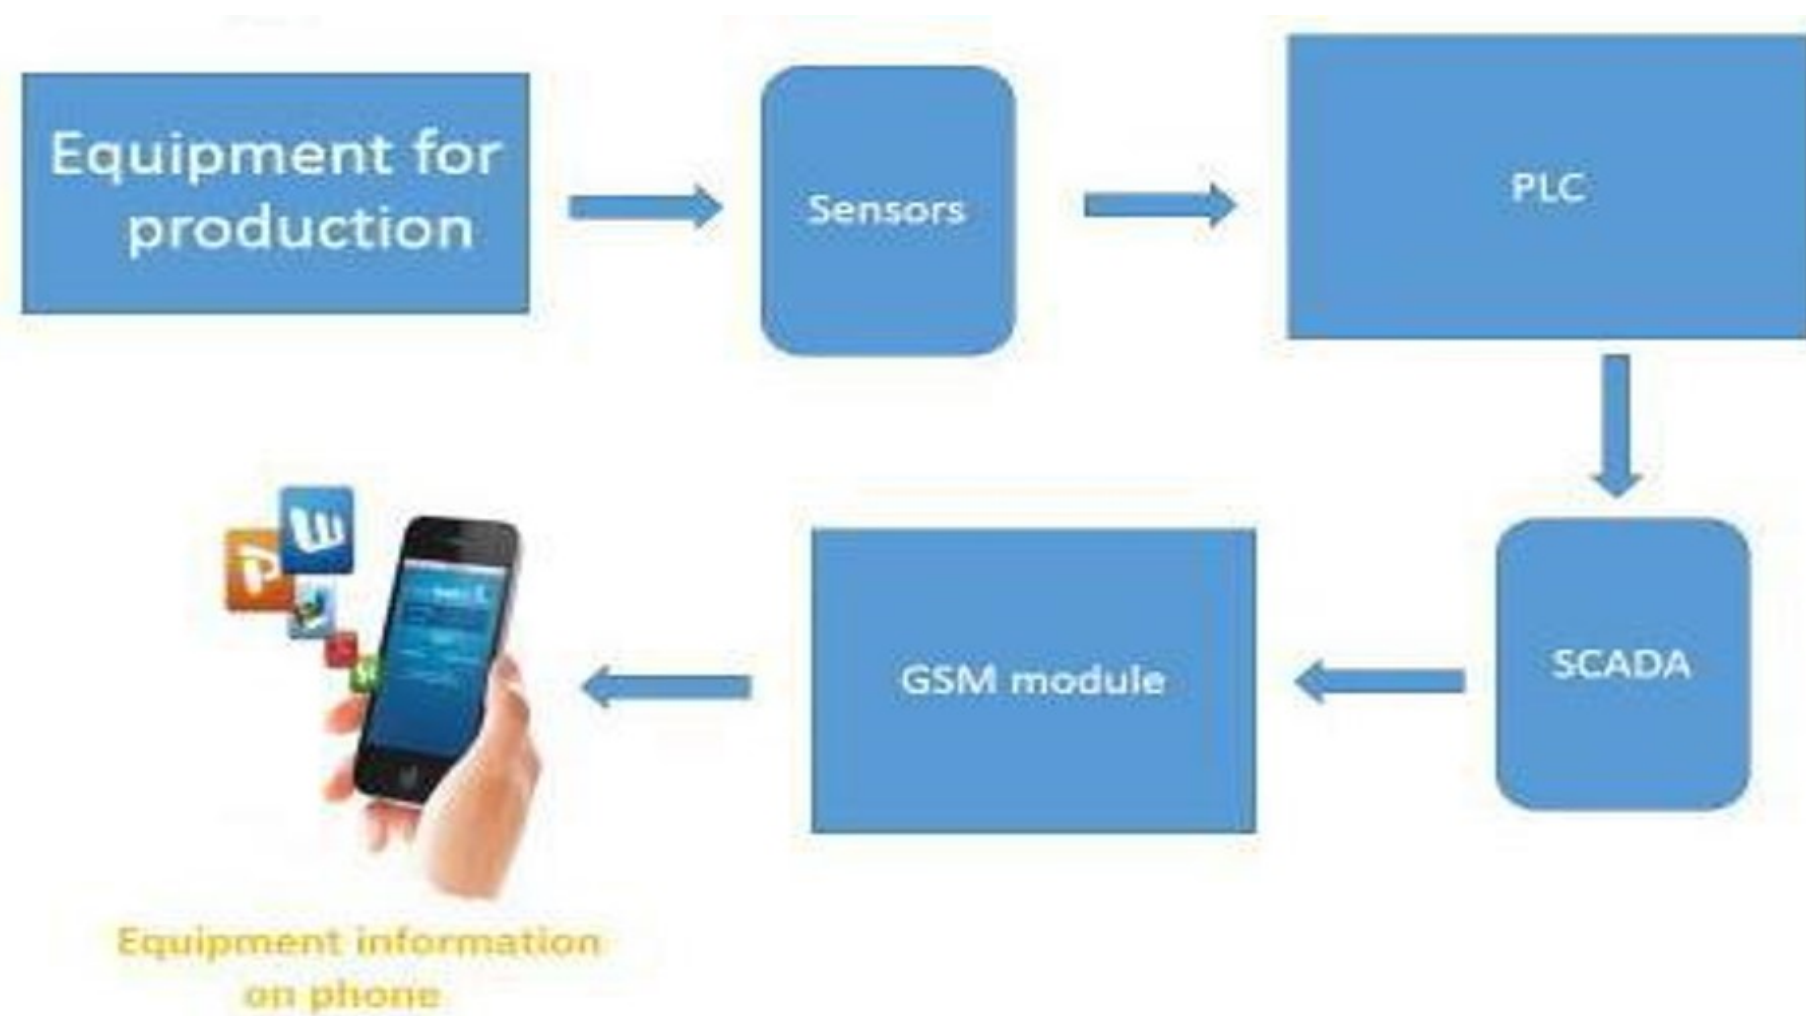 Equipment for
production
Sensors
PLC
SCADA
GSM module
Equipment information
on phone